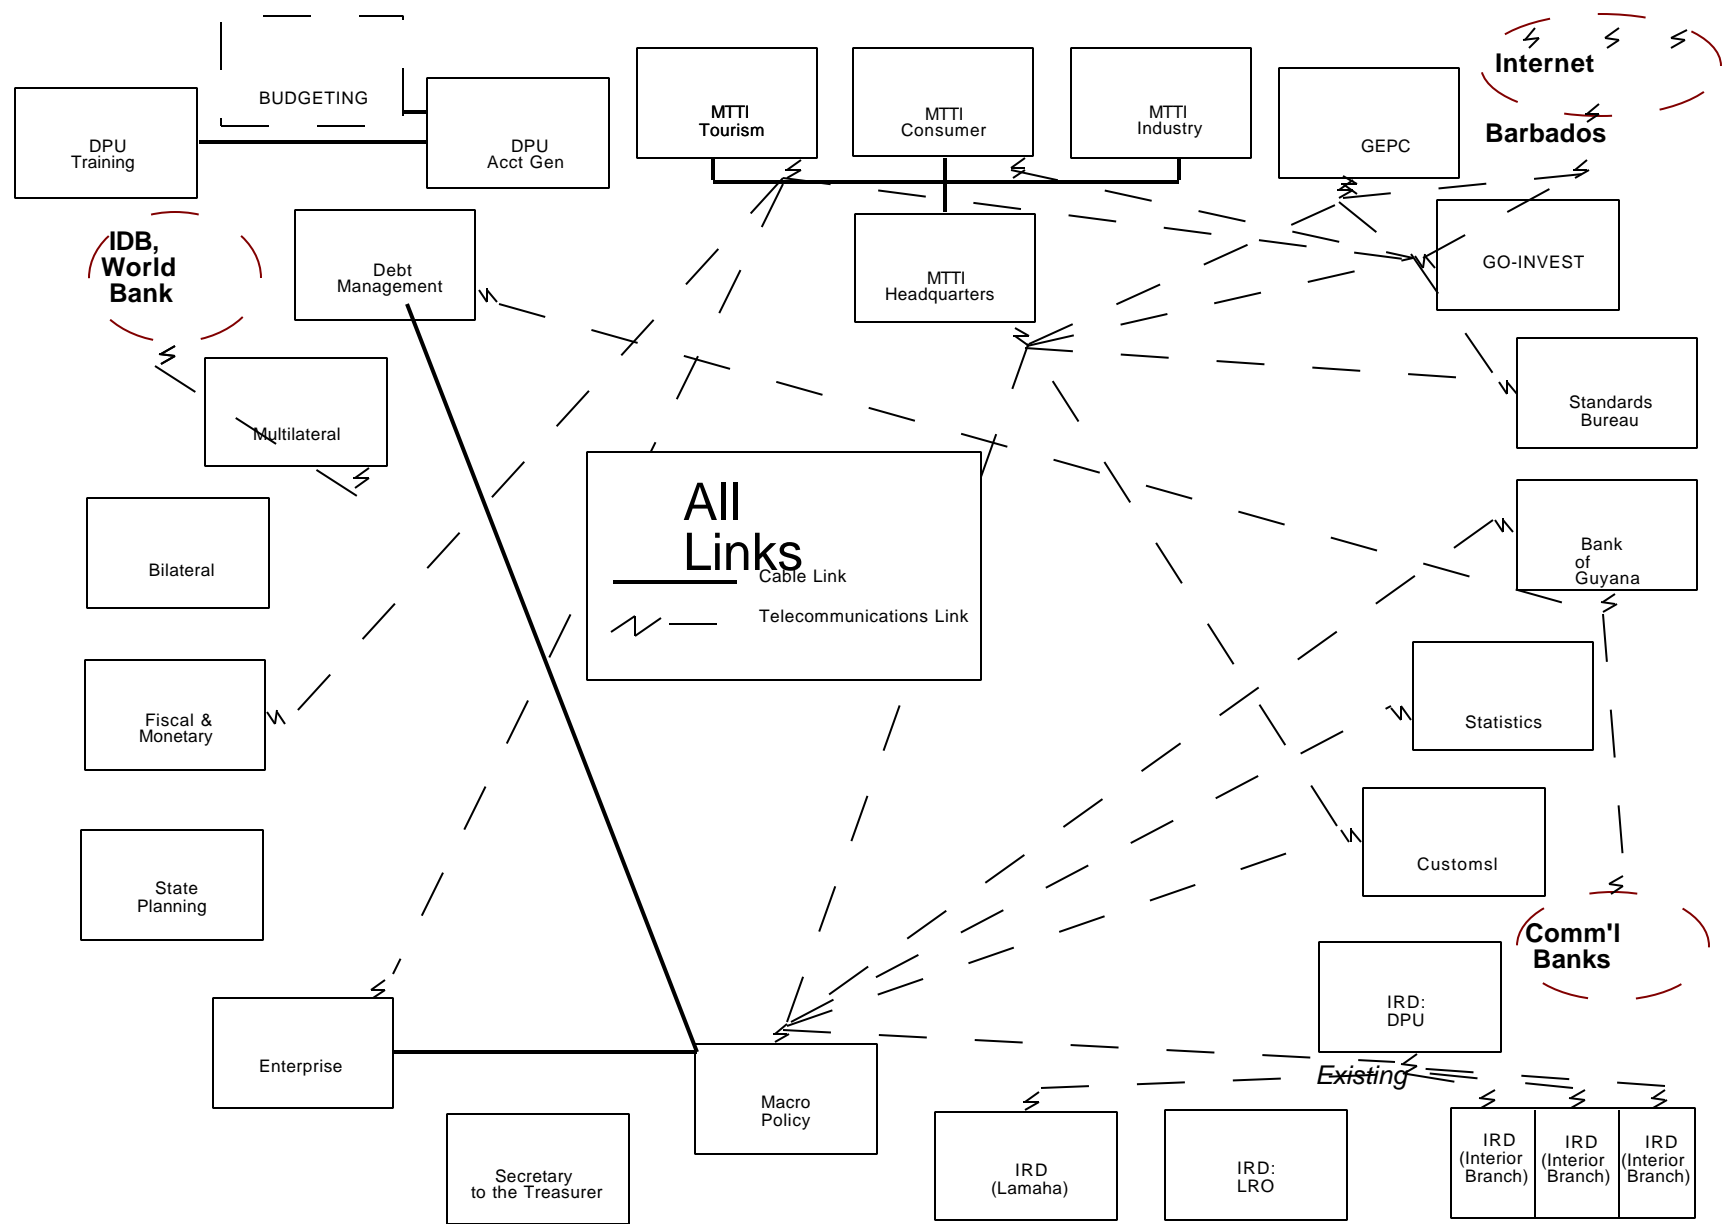 BUDGETING
DPU
Training
DPU
Acct Gen
MTTI
Tourism
MTTI
Consumer
MTTI
Industry
GEPC
Internet
Barbados
IDB,
World
Bank
Debt
Management
MTTI
Headquarters
GO-INVEST
Multilateral
Standards
Bureau
All
Links
Cable Link
Telecommunications Link
Bilateral
Bank
of
Guyana
Fiscal &
Monetary
Statistics
State
Planning
Customsl
Comm'l
Banks
IRD:
DPU
Enterprise
Existing
Macro
Policy
Secretary
to the Treasurer
IRD
(Lamaha)
IRD:
LRO
IRD
(Interior
Branch)
IRD
(Interior
Branch)
IRD
(Interior
Branch)